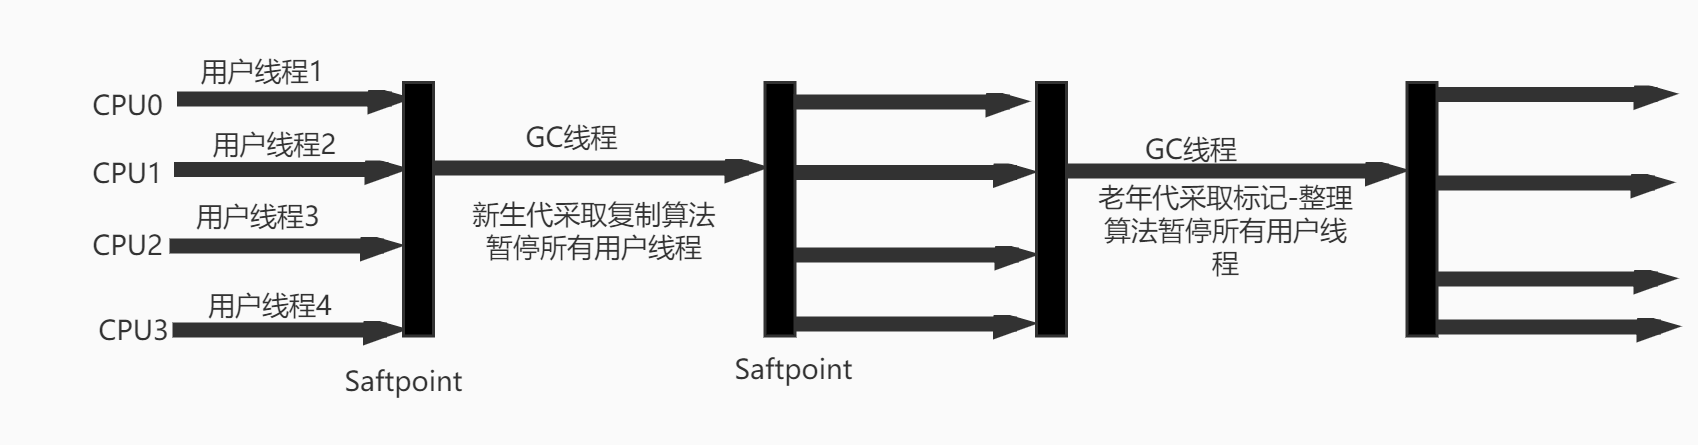 用户线程1
CPU0
用户线程2
CPU1
用户线程3
CPU2
用户线程4
CPU3
Saftpoint
GC线程
新生代采取复制算法
暂停所有用户线程
Saftpoint
GC线程
老年代采取标记-整理
算法暂停所有用户线
程